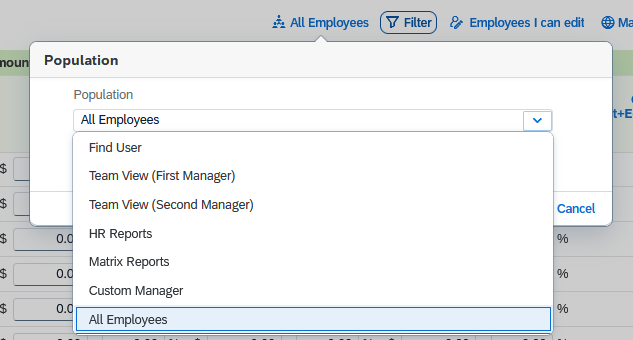 All Employees Filter Employees I can edit Ma
moun
Population
Population
All Employees
t+E
Find User
Team View (First Manager)
$
Team View (Second Manager)
$
Cancel
HR Reports
$ 0.0 %
Matrix Reports
$ 0.0 %
Custom Manager
$ 0.0 %
All Employees